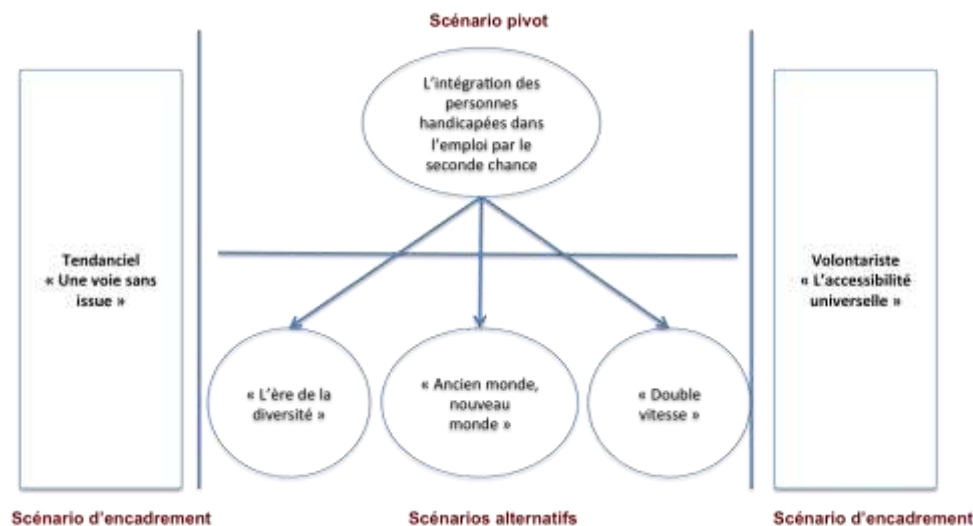 Scénario pivot
L'intégration des
personnes
handicapées dans
l'emploi par le
seconde chance
Tendanciel
« Une voie sans
issue »
Volontariste
« L'accessibilité
universelle »
« L'ère de la
diversité »
« Ancien monde,
nouveau
monde »
« Double
vitesse »
Scénario d'encadrement
Scénarios alternatifs
Scénario d'encadrement